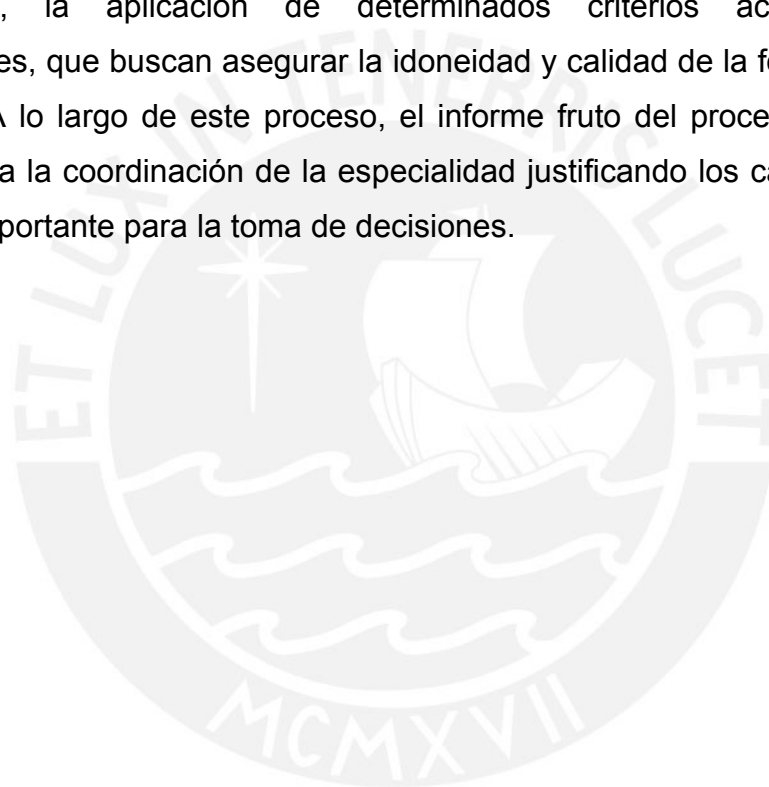 , la aplicación de determinados criterios ac
es, que buscan asegurar la idoneidad y calidad de la f
A lo largo de este proceso, el informe fruto del proce
a la coordinación de la especialidad justificando los ca
portante para la toma de decisiones.
ET LUX IN TENEBRIS LUCET
MCMXVII